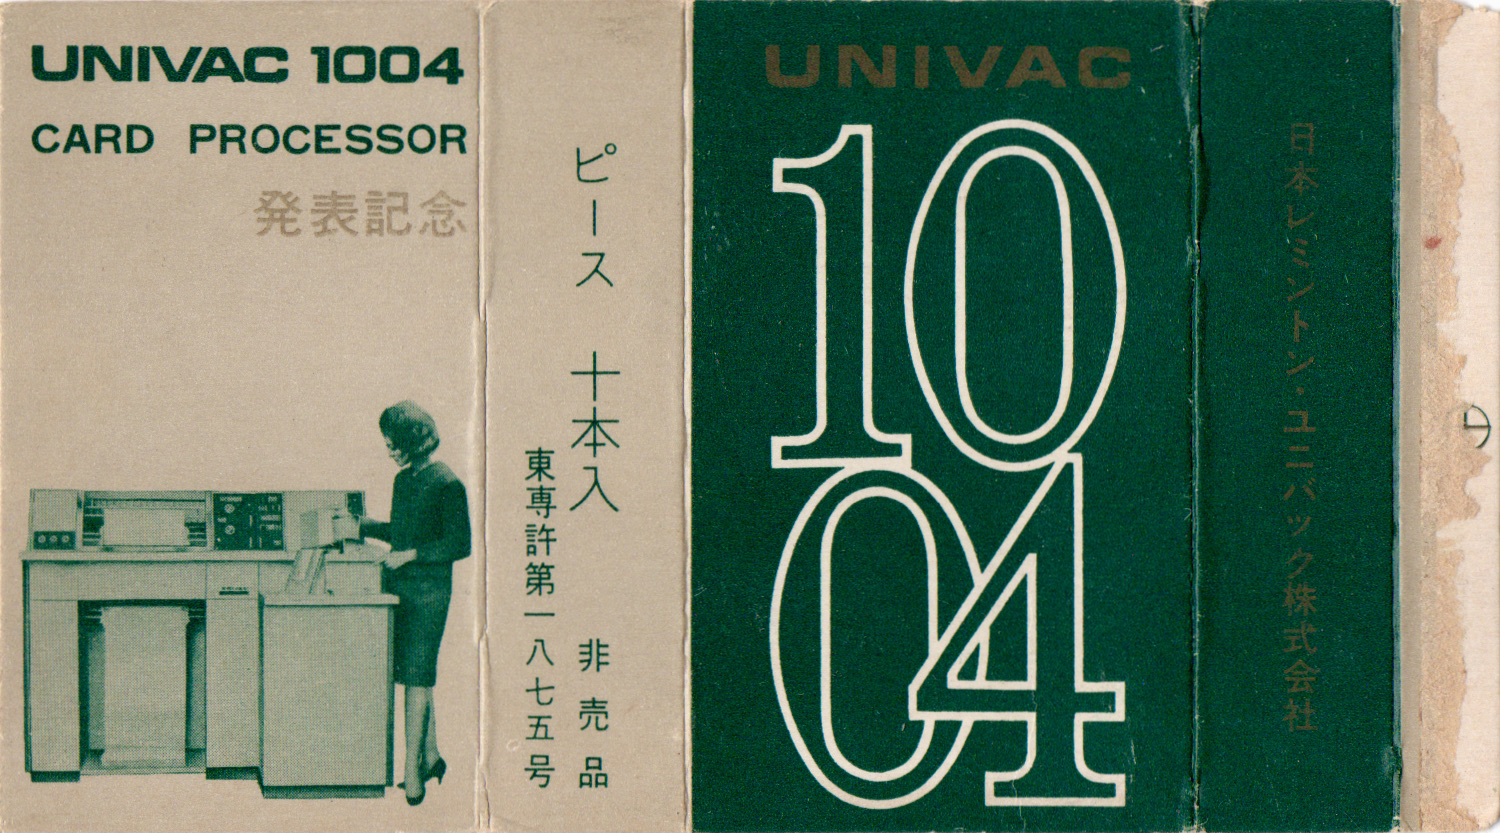 UNIVAC 1004
CARD PROCESSOR
発表記念
ピース 十本入
非売品
東専許第一八七五号
UNIVAC
10
04
日本レミントン・ユニバック株式会社